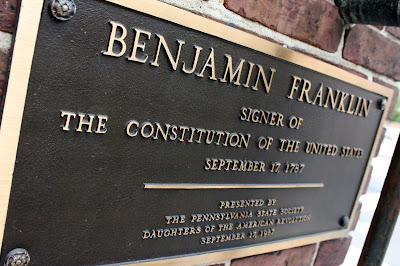 BENJAMIN FRANKLIN
SIGNER OF
THE CONSTITUTION OF THE UNITED STATES
SEPTEMBER 17, 1787
PRESENTED BY
THE PENNSYLVANIA STATE SOCIETY
DAUGHTERS OF THE AMERICAN REVOLUTION
SEPTEMBER 17, 1987